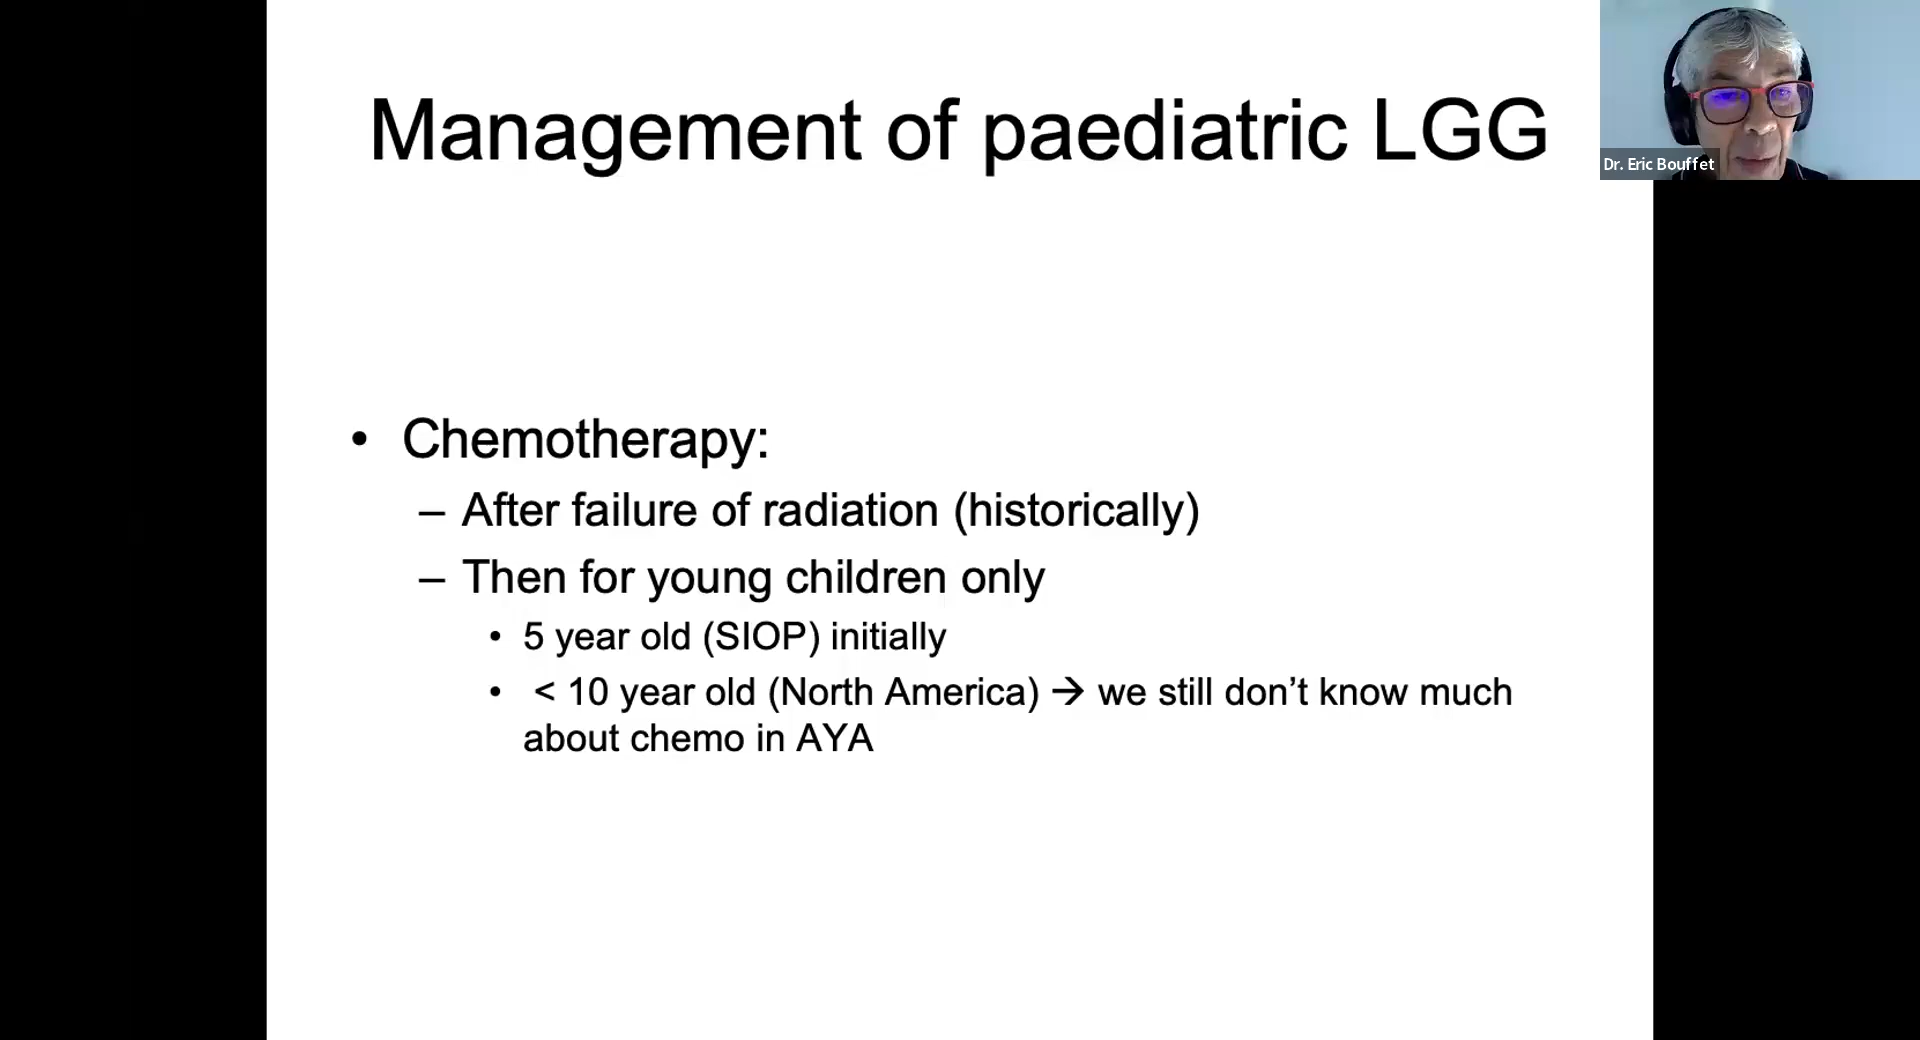 Management of paediatric LGG
Dr. Eric Bouffet
• Chemotherapy:
– After failure of radiation (historically)
– Then for young children only
• 5 year old (SIOP) initially
• < 10 year old (North America) → we still don’t know much
about chemo in AYA